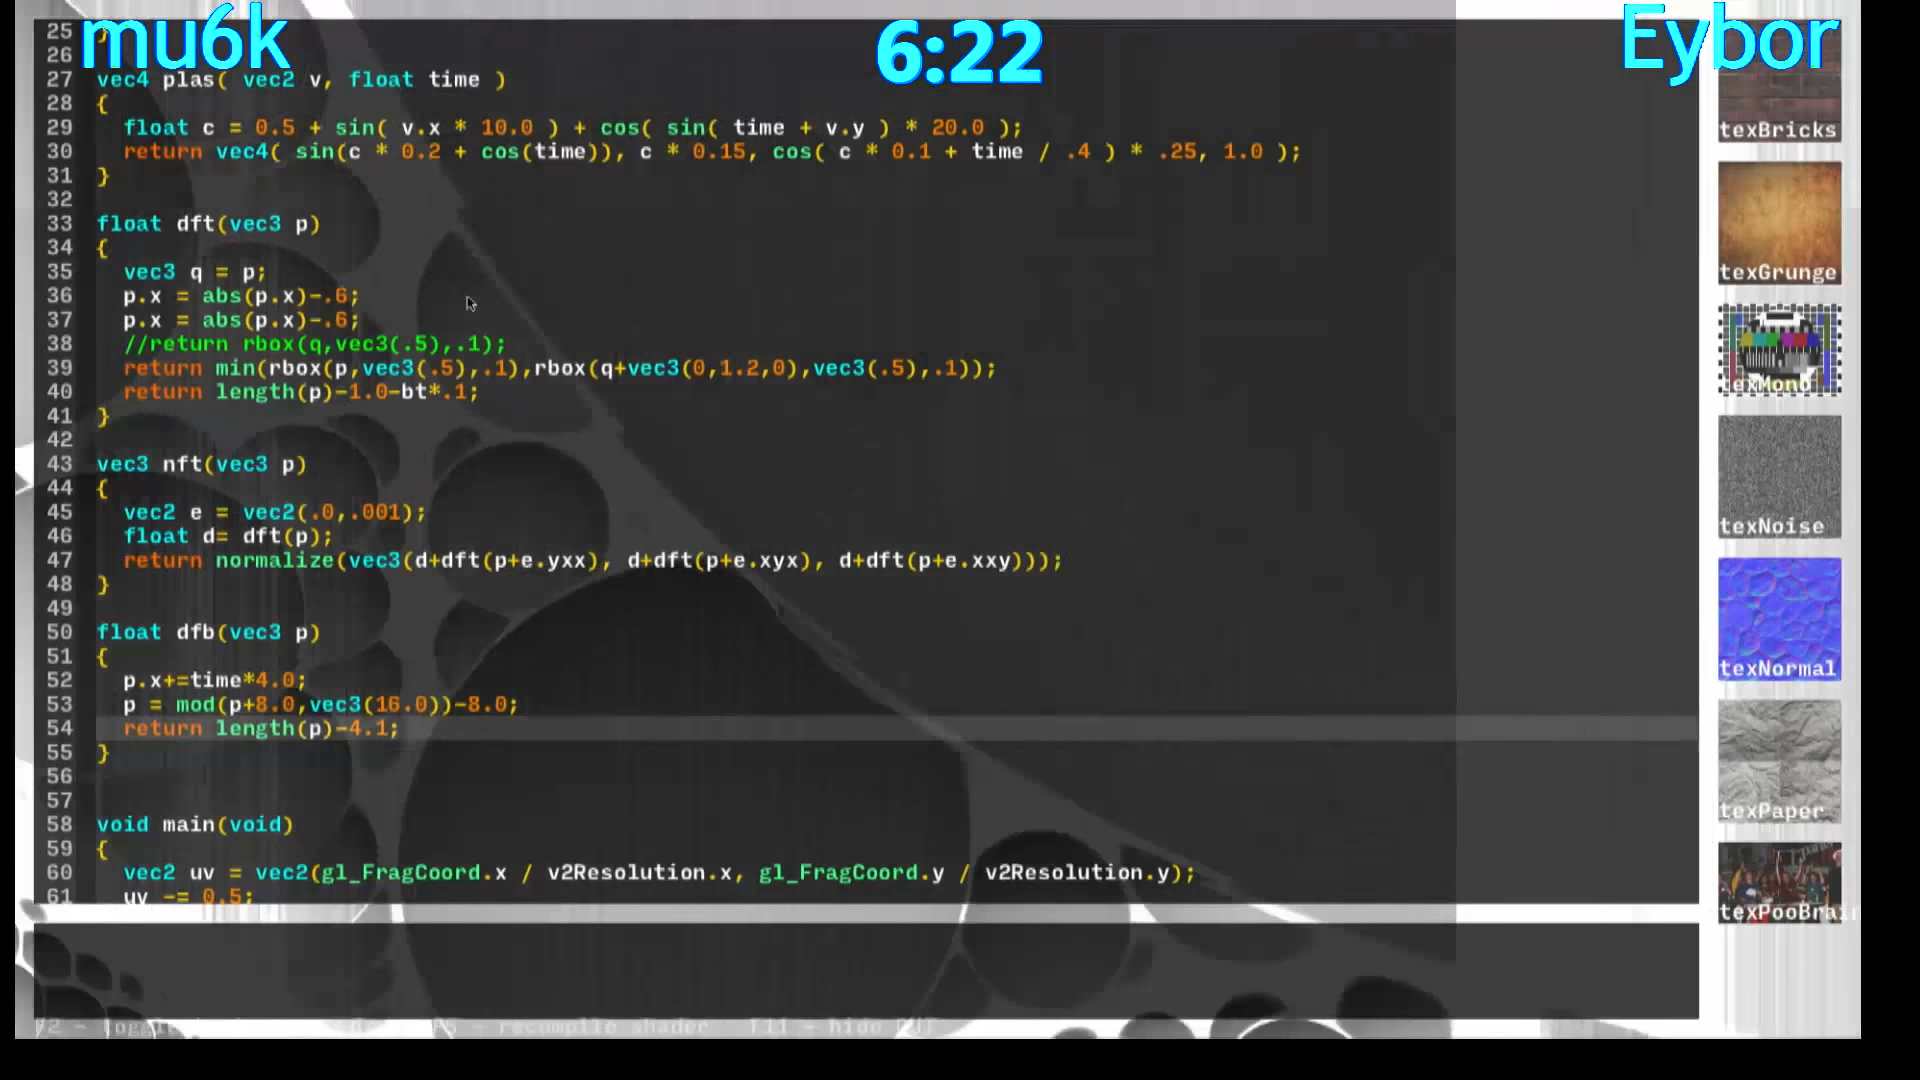 mu6k
6:22
Eybor
25 }
26
27 vec4 plas( vec2 v, float time )
28 {
29 float c = 0.5 + sin( v.x * 10.0 ) + cos( sin( time + v.y ) * 20.0 );
30 return vec4( sin(c * 0.2 + cos(time)), c * 0.15, cos( c * 0.1 + time / .4 ) * .25, 1.0 );
31 }
32
33 float dft(vec3 p)
34 {
35 vec3 q = p;
36 p.x = abs(p.x)-.6;
37 p.x = abs(p.x)-.6;
38 //return rbox(q,vec3(.5),.1);
39 return min(rbox(p,vec3(.5),.1),rbox(q+vec3(0,1.2,0),vec3(.5),.1));
40 return length(p)-1.0-bt*.1;
41 }
42
43 vec3 nft(vec3 p)
44 {
45 vec2 e = vec2(.0,.001);
46 float d= dft(p);
47 return normalize(vec3(d+dft(p+e.yxx), d+dft(p+e.xyx), d+dft(p+e.xxy)));
48 }
49
50 float dfb(vec3 p)
51 {
52 p.x+=time*4.0;
53 p = mod(p+8.0,vec3(16.0))-8.0;
54 return length(p)-4.1;
55 }
56
57
58 void main(void)
59 {
60 vec2 uv = vec2(gl_FragCoord.x / v2Resolution.x, gl_FragCoord.y / v2Resolution.y);
61 uv -= 0.5;
texBricks
texGrunge
texMono
texNoise
texNormal
texPaper
texPooBrai
F5 - recompile shader F11 - hide GUI